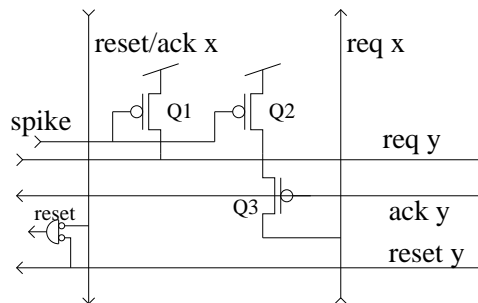 reset/ack x
req x
Q1
Q2
spike
req y
Q3
ack y
reset
reset y